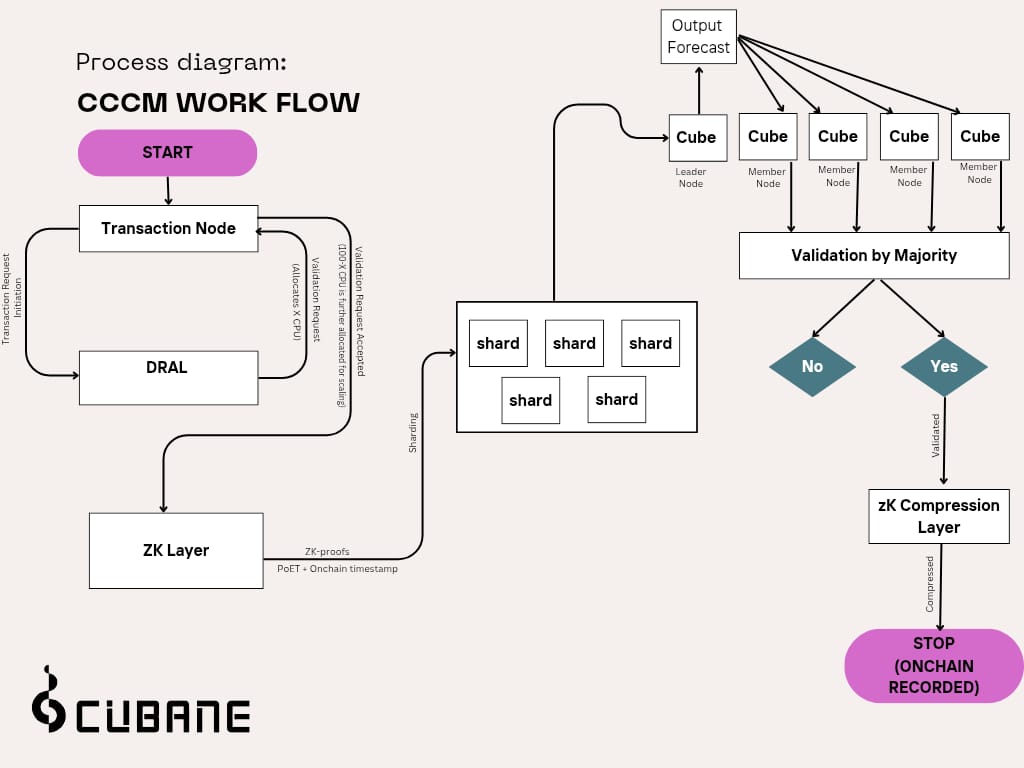 Process diagram:
CCCM WORK FLOW
START
Transaction Node
Transaction Request
Initiation
DRAL
(Allocates X CPU)
Validation Request
(100-X CPU is further allocated for scaling)
Validation Request Accepted
ZK Layer
ZK-proofs
PoET + Onchain timestamp
Sharding
shard
shard
shard
shard
shard
Output
Forecast
Cube
Leader
Node
Cube
Member
Node
Cube
Member
Node
Cube
Member
Node
Cube
Member
Node
Validation by Majority
No
Yes
Validated
zK Compression
Layer
Compressed
STOP
(ONCHAIN
RECORDED)
CUBANE